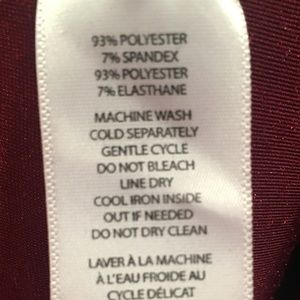 93% POLYESTER
7% SPANDEX
93% POLYESTER
7% ELASTHANE
MACHINE WASH
COLD SEPARATELY
GENTLE CYCLE
DO NOT BLEACH
LINE DRY
COOL IRON INSIDE
OUT IF NEEDED
DO NOT DRY CLEAN
LAVER À LA MACHINE
À L'EAU FROIDE AU
CYCLE DÉLICAT